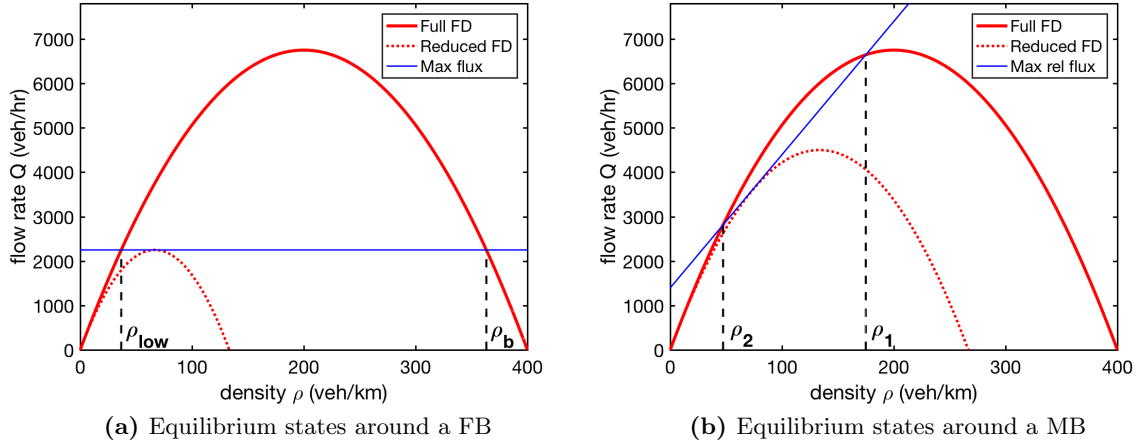 Full FD
Reduced FD
Max flux
7000
6000
5000
4000
3000
2000
1000
0
flow rate Q (veh/hr)
ρlow
ρb
0 100 200 300 400
density ρ (veh/km)
(a) Equilibrium states around a FB
Full FD
Reduced FD
Max rel flux
7000
6000
5000
4000
3000
2000
1000
0
flow rate Q (veh/hr)
ρ2
ρ1
0 100 200 300 400
density ρ (veh/km)
(b) Equilibrium states around a MB